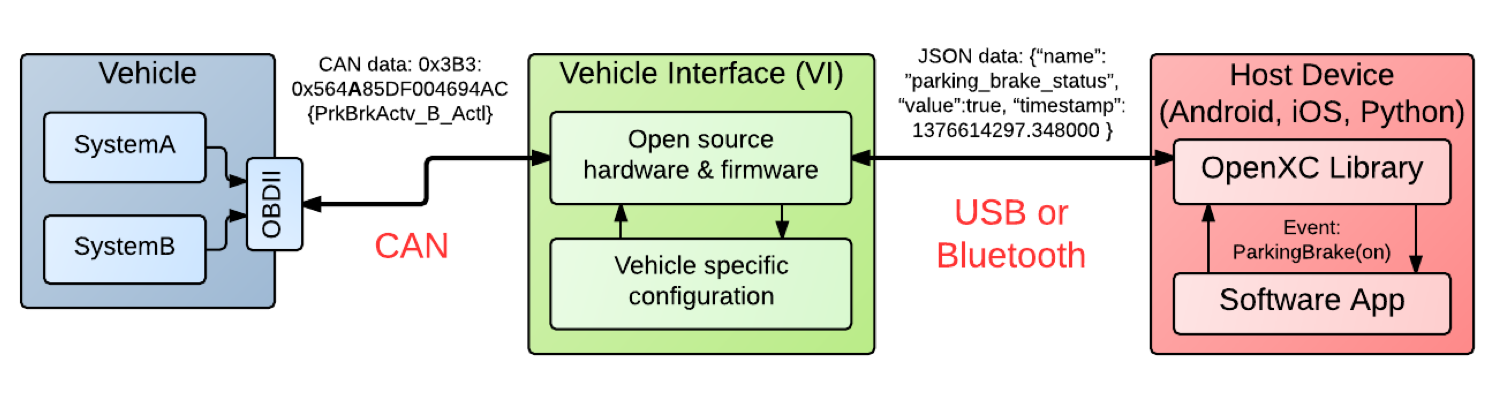 Vehicle
SystemA
SystemB
OBDII
CAN data: 0x3B3:
0x564A85DF004694AC
{PrkBrkActv_B_Actl}
CAN
Vehicle Interface (VI)
Open source
hardware & firmware
Vehicle specific
configuration
JSON data: {“name”:
”parking_brake_status”,
“value”:true, “timestamp”:
1376614297.348000 }
USB or
Bluetooth
Host Device
(Android, iOS, Python)
OpenXC Library
Event:
ParkingBrake(on)
Software App